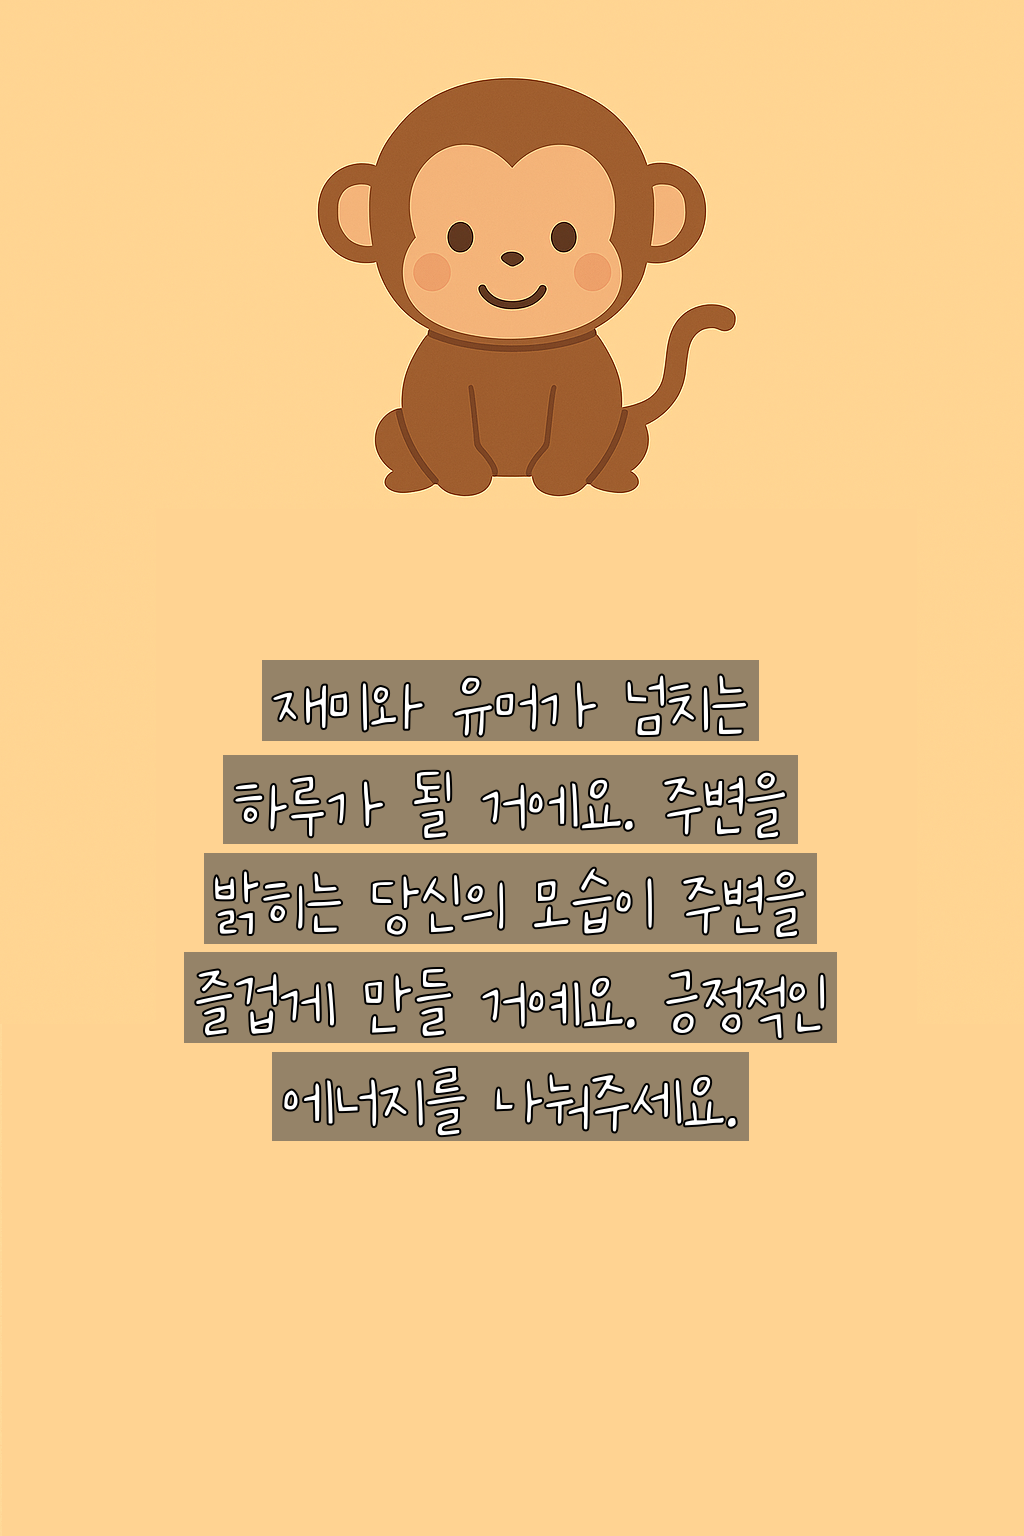 재미와 유머가 넘치는
하루가 될 거에요. 주변을
밝히는 당신의 모습이 주변을
즐겁게 만들 거예요. 긍정적인
에너지를 나눠주세요.